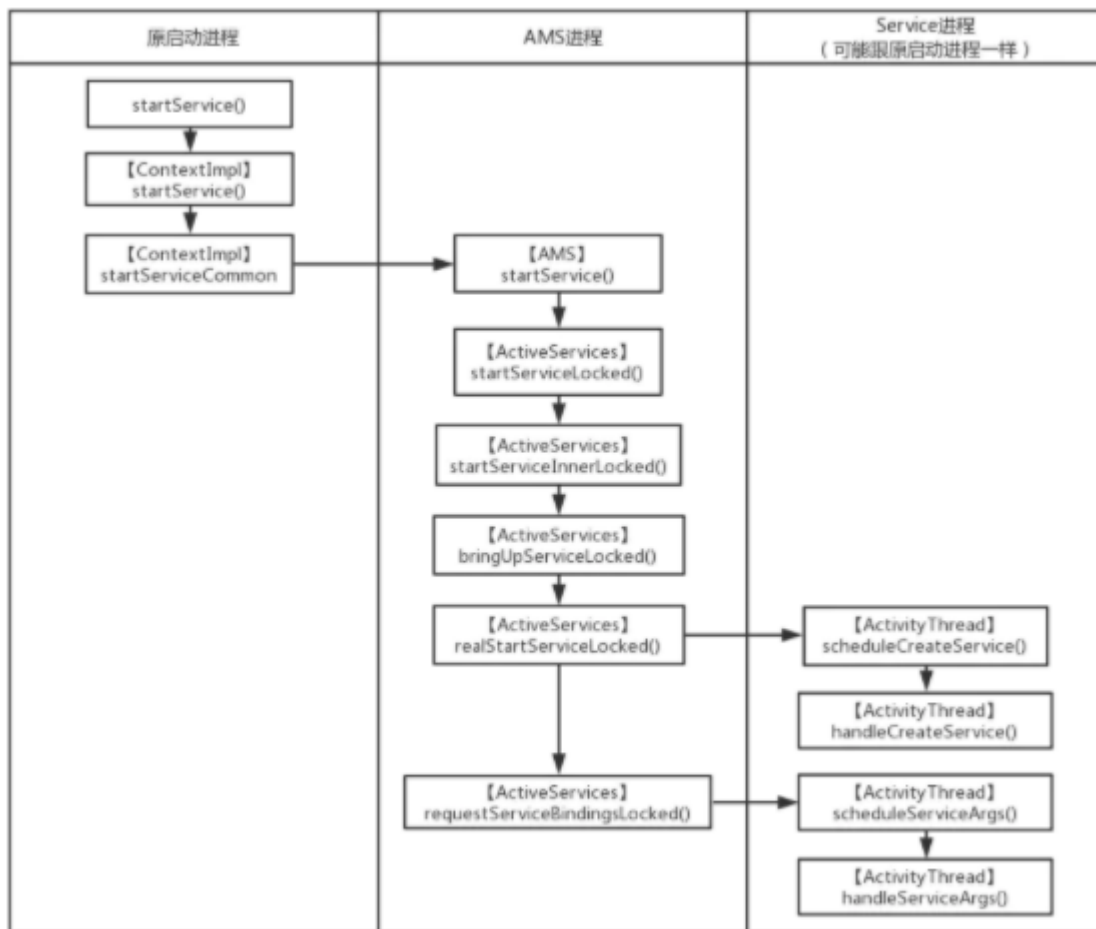 原启动进程
AMS进程
Service进程
（可能跟原启动进程一样）
startService()
【ContextImpl】
startService()
【ContextImpl】
startServiceCommon
【AMS】
startService()
【ActiveServices】
startServiceLocked()
【ActiveServices】
startServiceInnerLocked()
【ActiveServices】
bringUpServiceLocked()
【ActiveServices】
realStartServiceLocked()
【ActiveServices】
requestServiceBindingsLocked()
【ActivityThread】
scheduleCreateService()
【ActivityThread】
handleCreateService()
【ActivityThread】
scheduleServiceArgs()
【ActivityThread】
handleServiceArgs()